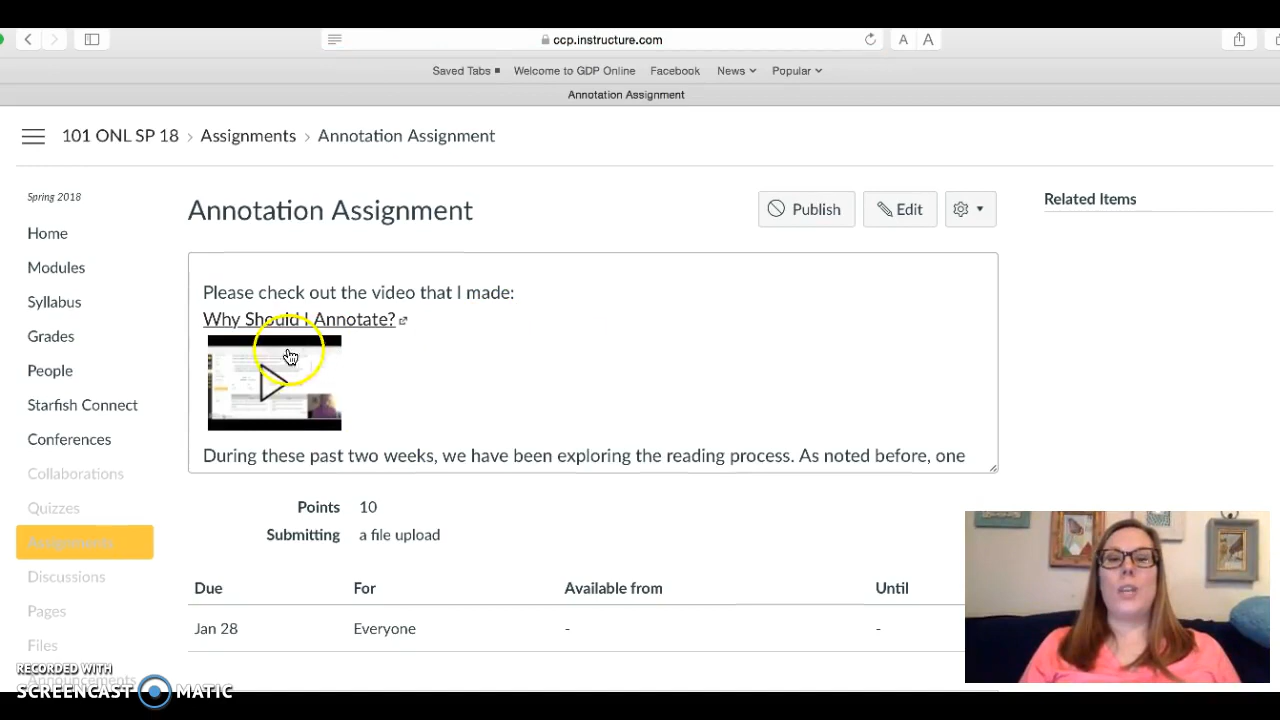 ccp.instructure.com
A A
Saved Tabs Welcome to GDP Online Facebook News Popular
Annotation Assignment
101 ONL SP 18 › Assignments › Annotation Assignment
Spring 2018
Home
Modules
Syllabus
Grades
People
Starfish Connect
Conferences
Collaborations
Quizzes
Assignments
Discussions
Pages
Files
Announcements
Annotation Assignment
Publish
Edit
Please check out the video that I made:
Why Should I Annotate?
During these past two weeks, we have been exploring the reading process. As noted before, one
Points 10
Submitting a file upload
Due For Available from Until
Jan 28 Everyone - -
Related Items
RECORDED WITH
SCREENCAST MATIC